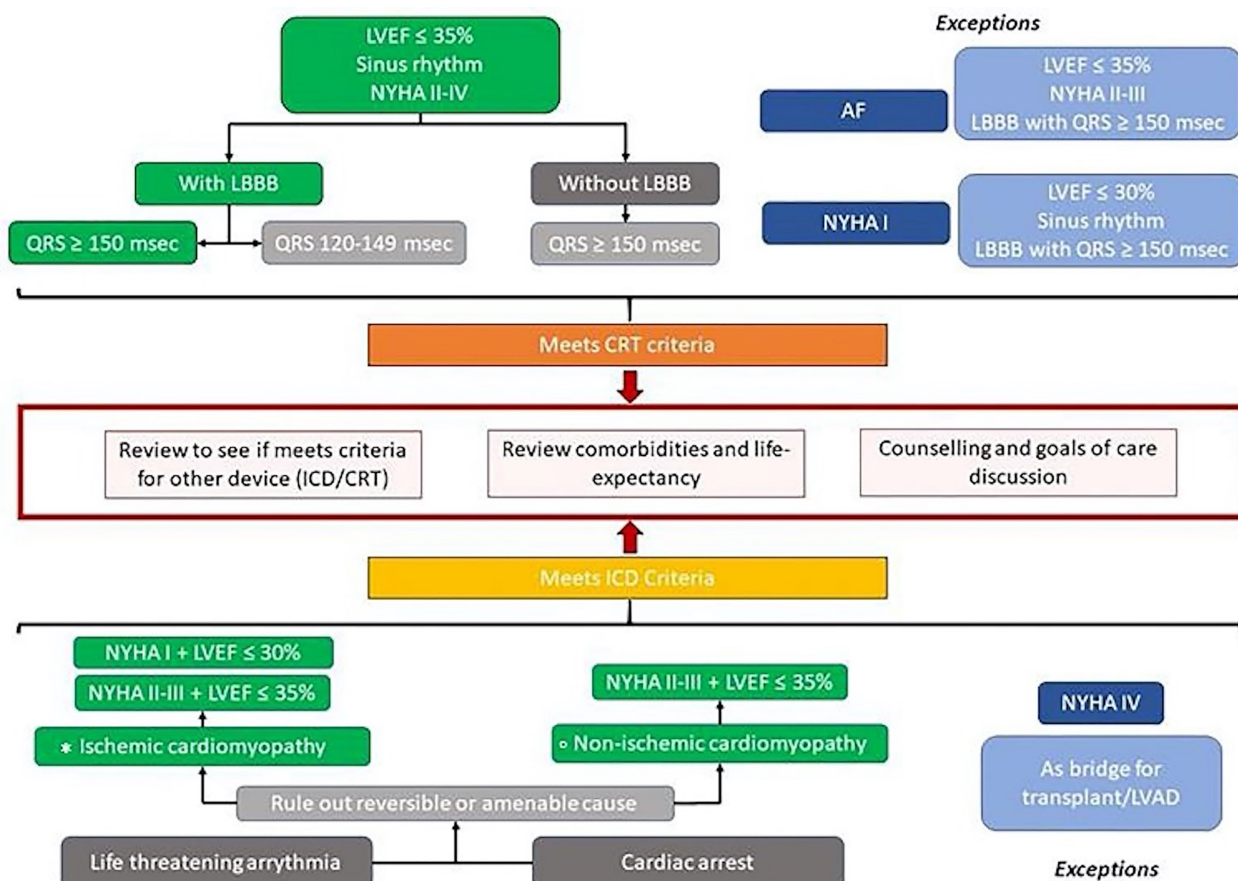 LVEF ≤ 35%
Sinus rhythm
NYHA II-IV
With LBBB
Without LBBB
QRS ≥ 150 msec
QRS 120-149 msec
QRS ≥ 150 msec
Exceptions
AF
LVEF ≤ 35%
NYHA II-III
LBBB with QRS ≥ 150 msec
NYHA I
LVEF ≤ 30%
Sinus rhythm
LBBB with QRS ≥ 150 msec
Meets CRT criteria
Review to see if meets criteria
for other device (ICD/CRT)
Review comorbidities and life-
expectancy
Counselling and goals of care
discussion
Meets ICD Criteria
NYHA I + LVEF ≤ 30%
NYHA II-III + LVEF ≤ 35%
* Ischemic cardiomyopathy
NYHA II-III + LVEF ≤ 35%
∘ Non-ischemic cardiomyopathy
Rule out reversible or amenable cause
Life threatening arrythmia
Cardiac arrest
NYHA IV
As bridge for
transplant/LVAD
Exceptions